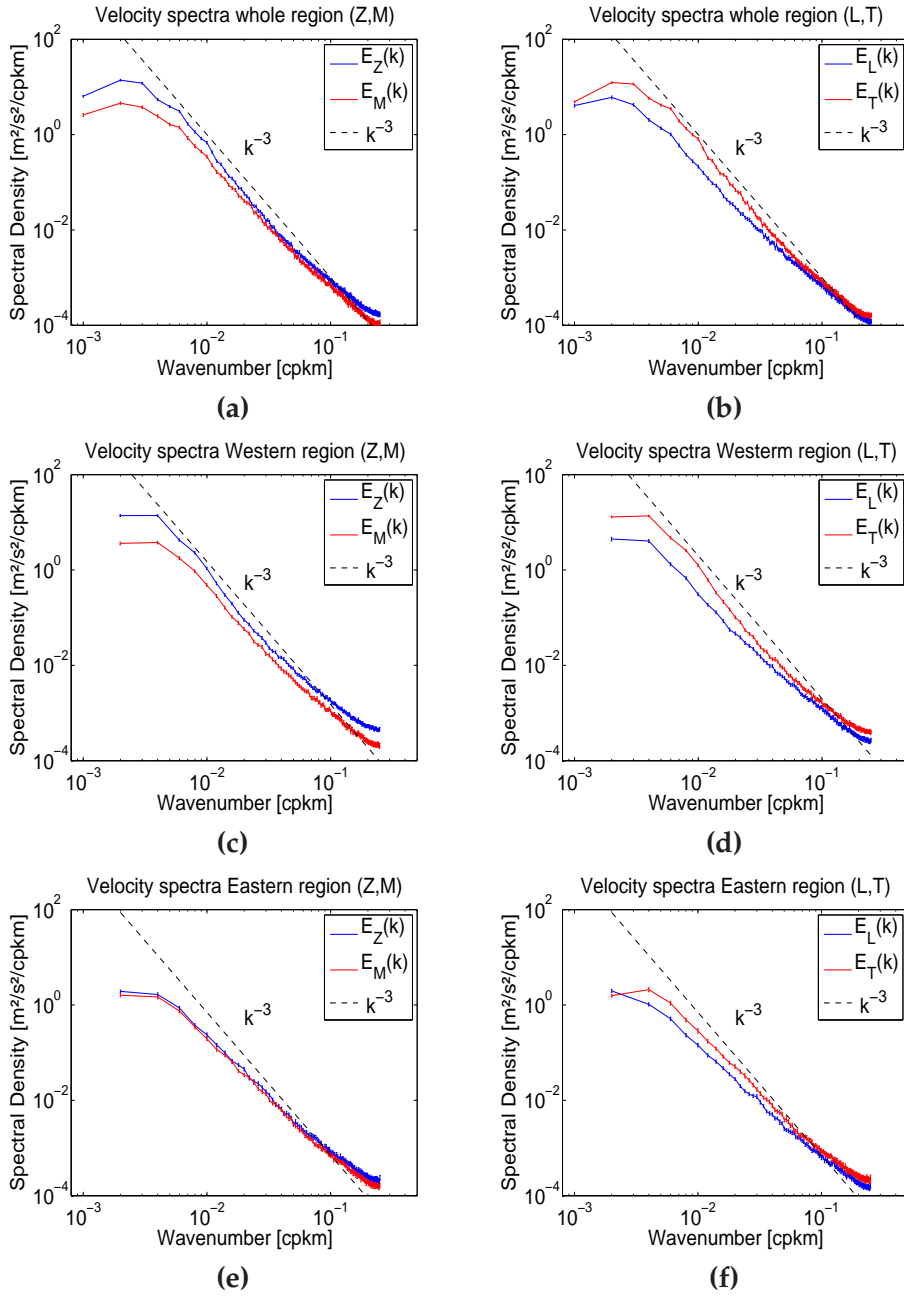 Velocity spectra whole region (Z,M)
Spectral Density [m²/s²/cpkm]
10^2
10^0
10^−2
10^−4
E_Z(k)
E_M(k)
k^−3
k^−3
10^−3 10^−2 10^−1
Wavenumber [cpkm]
(a)
Velocity spectra whole region (L,T)
Spectral Density [m²/s²/cpkm]
10^2
10^0
10^−2
10^−4
E_L(k)
E_T(k)
k^−3
k^−3
10^−3 10^−2 10^−1
Wavenumber [cpkm]
(b)
Velocity spectra Western region (Z,M)
Spectral Density [m²/s²/cpkm]
10^2
10^0
10^−2
10^−4
E_Z(k)
E_M(k)
k^−3
k^−3
10^−3 10^−2 10^−1
Wavenumber [cpkm]
(c)
Velocity spectra Westerm region (L,T)
Spectral Density [m²/s²/cpkm]
10^2
10^0
10^−2
10^−4
E_L(k)
E_T(k)
k^−3
k^−3
10^−3 10^−2 10^−1
Wavenumber [cpkm]
(d)
Velocity spectra Eastern region (Z,M)
Spectral Density [m²/s²/cpkm]
10^2
10^0
10^−2
10^−4
E_Z(k)
E_M(k)
k^−3
k^−3
10^−3 10^−2 10^−1
Wavenumber [cpkm]
(e)
Velocity spectra Eastern region (L,T)
Spectral Density [m²/s²/cpkm]
10^2
10^0
10^−2
10^−4
E_L(k)
E_T(k)
k^−3
k^−3
10^−3 10^−2 10^−1
Wavenumber [cpkm]
(f)